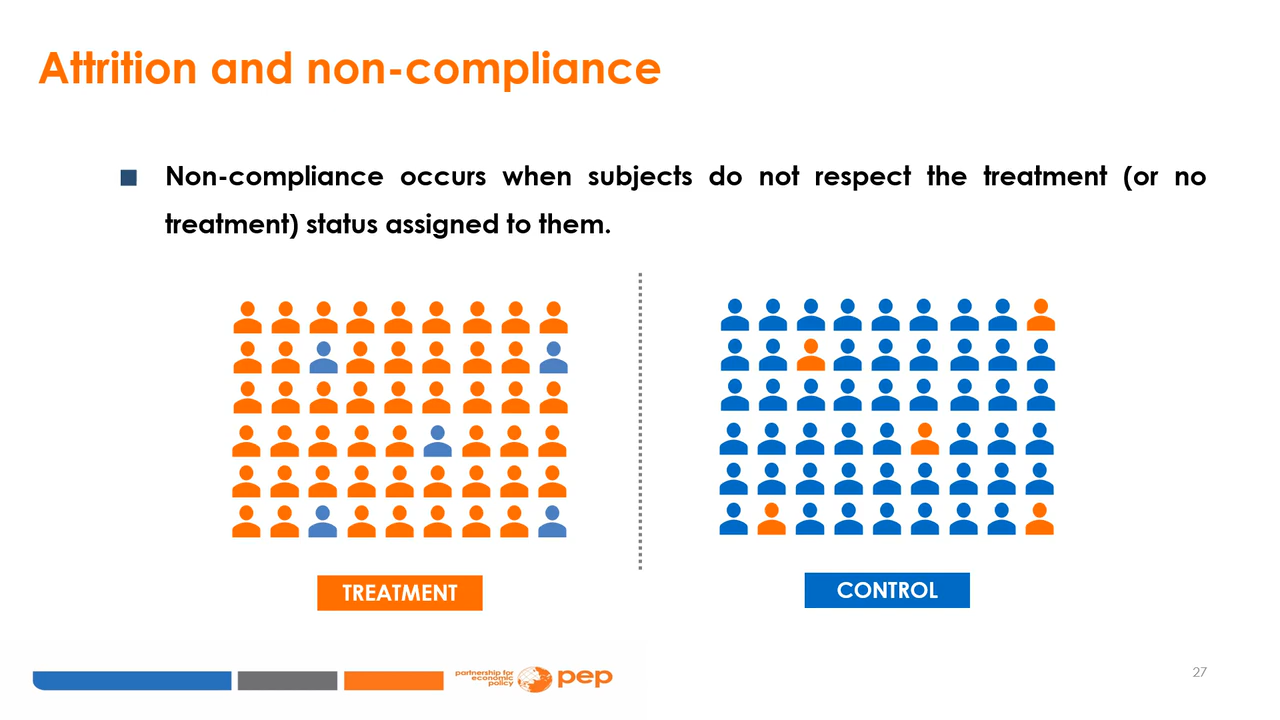 Attrition and non-compliance
■ Non-compliance occurs when subjects do not respect the treatment (or no
treatment) status assigned to them.
TREATMENT
CONTROL
partnership for
economic
policy
pep
27